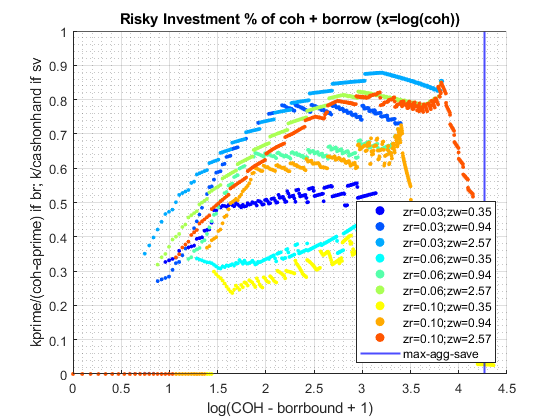 Risky Investment % of coh + borrow (x=log(coh))
kprime/(coh-aprime) if br; k/cashonhand if sv
1
0.9
0.8
0.7
0.6
0.5
0.4
0.3
0.2
0.1
0
zr=0.03;zw=0.35
zr=0.03;zw=0.94
zr=0.03;zw=2.57
zr=0.06;zw=0.35
zr=0.06;zw=0.94
zr=0.06;zw=2.57
zr=0.10;zw=0.35
zr=0.10;zw=0.94
zr=0.10;zw=2.57
max-agg-save
0 0.5 1 1.5 2 2.5 3 3.5 4 4.5
log(COH - borrbound + 1)